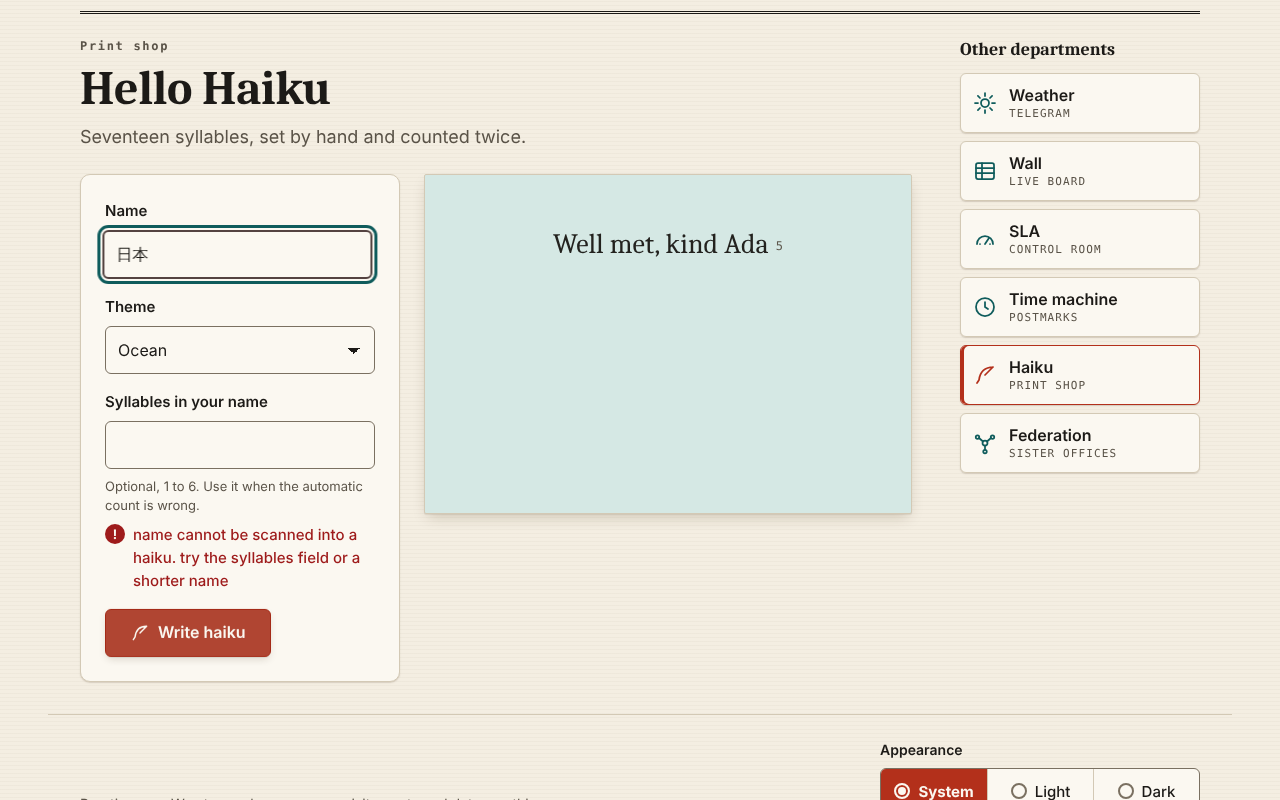 Print shop
Hello Haiku
Seventeen syllables, set by hand and counted twice.
Name
日本
Theme
Ocean
Syllables in your name
Optional, 1 to 6. Use it when the automatic
count is wrong.
! name cannot be scanned into a
haiku. try the syllables field or a
shorter name
Write haiku
Well met, kind Ada 5
Other departments
Weather
TELEGRAM
Wall
LIVE BOARD
SLA
CONTROL ROOM
Time machine
POSTMARKS
Haiku
PRINT SHOP
Federation
SISTER OFFICES
Appearance
System
Light
Dark